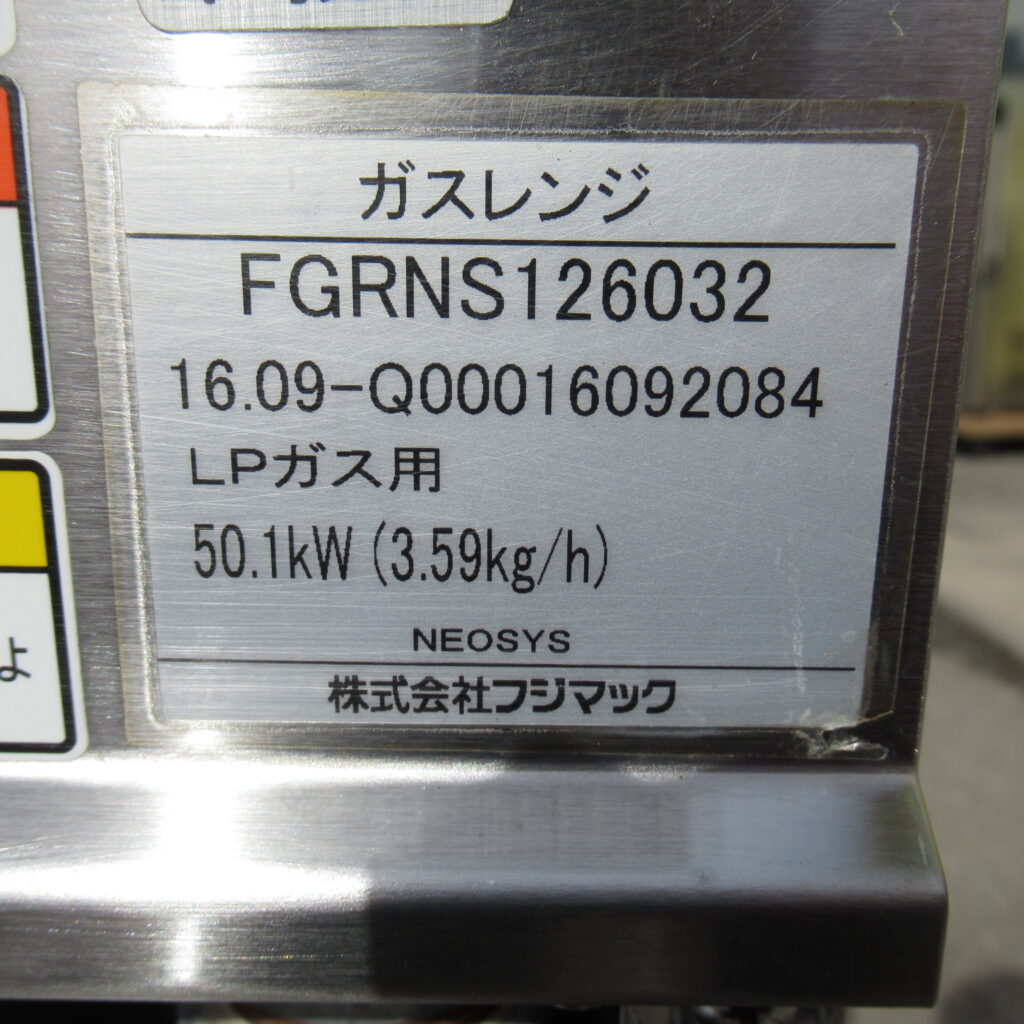 ガスレンジ
FGRNS126032
16.09-Q00016092084
LPガス用
50.1kW(3.59kg/h)
NEOSYS
株式会社フジマック
ょ